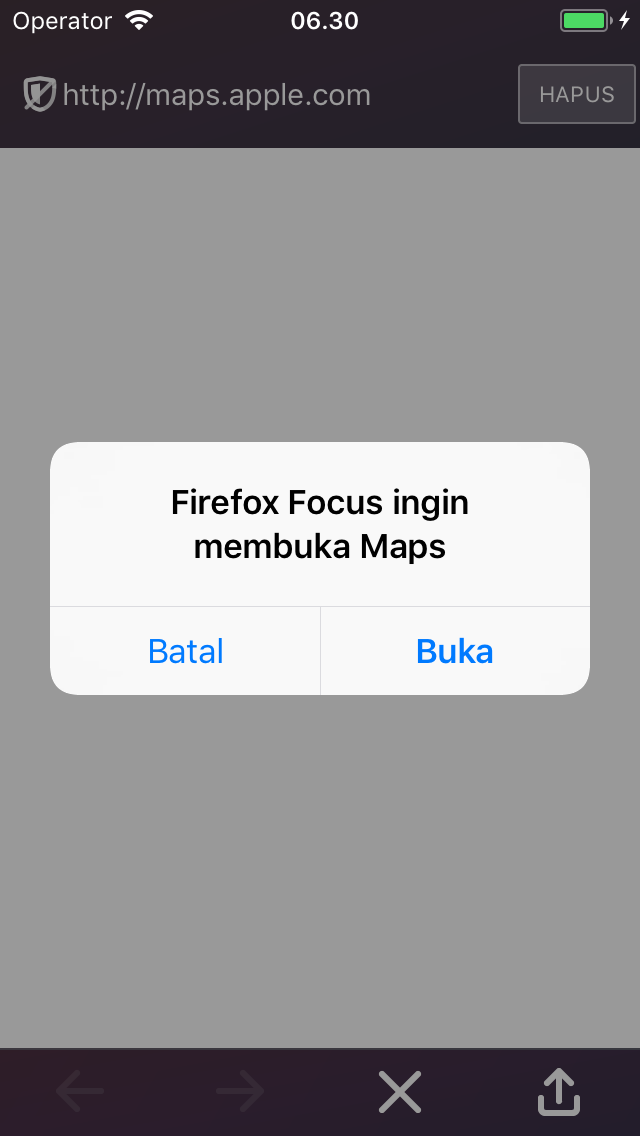 Operator 06.30
http://maps.apple.com HAPUS
Firefox Focus ingin
membuka Maps
Batal Buka